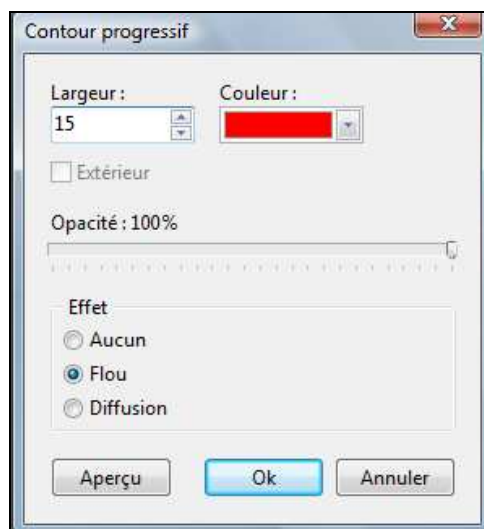 Contour progressif
Largeur : Couleur :
15
Extérieur
Opacité : 100%
Effet
Aucun
Flou
Diffusion
Aperçu Ok Annuler